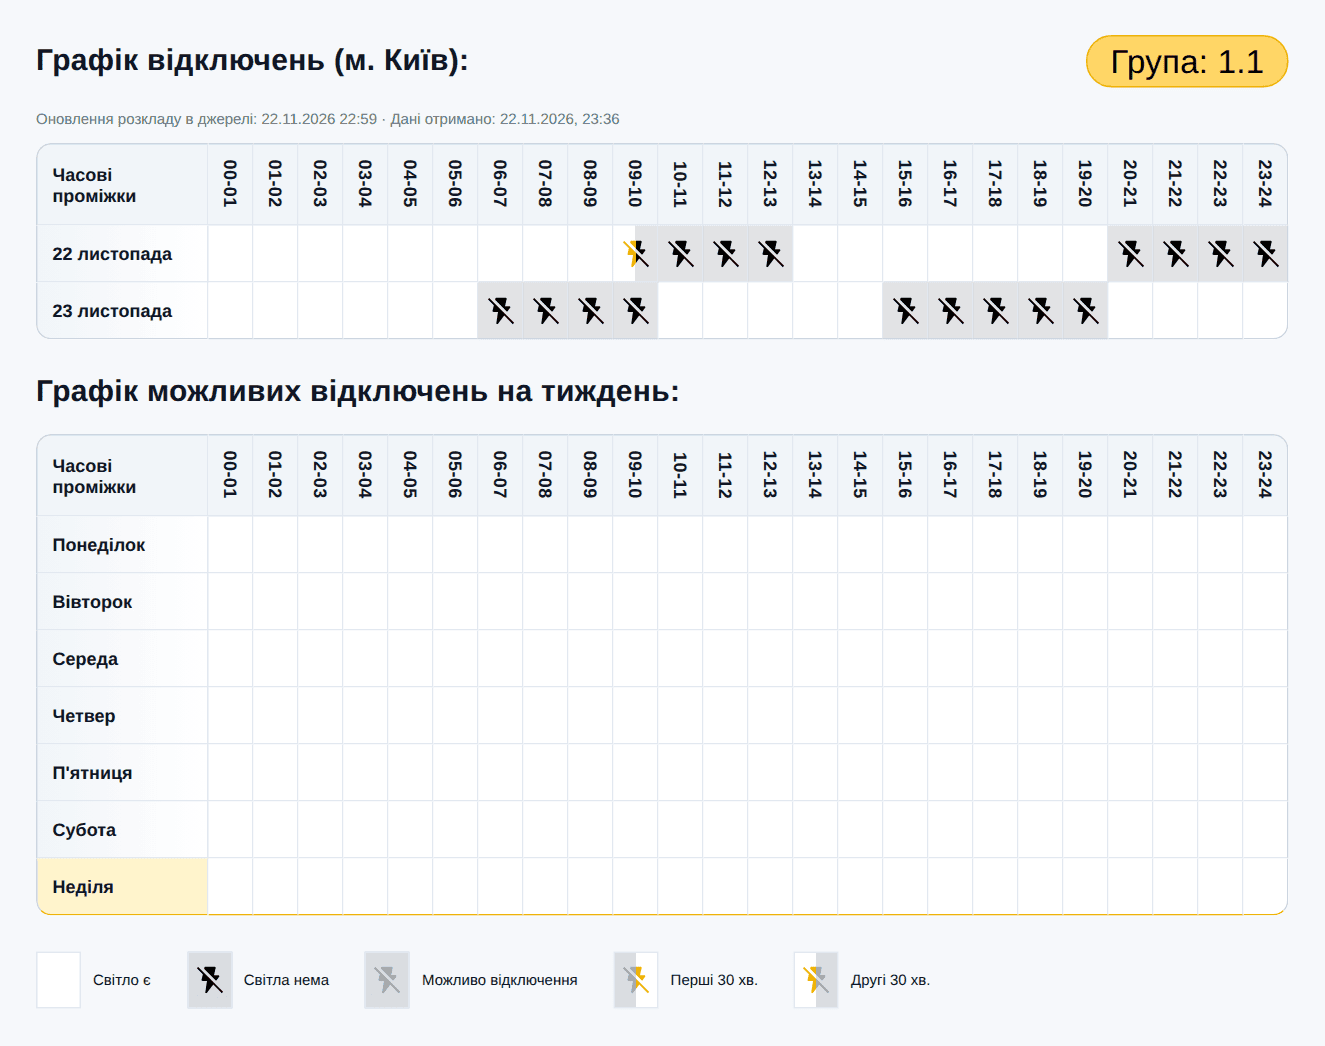 Графік відключень (м. Київ):
Група: 1.1
Оновлення розкладу в джерелі: 22.11.2026 22:59 · Дані отримано: 22.11.2026, 23:36
Часові
проміжки
00-01
01-02
02-03
03-04
04-05
05-06
06-07
07-08
08-09
09-10
10-11
11-12
12-13
13-14
14-15
15-16
16-17
17-18
18-19
19-20
20-21
21-22
22-23
23-24
22 листопада
23 листопада
Графік можливих відключень на тиждень:
Часові
проміжки
00-01
01-02
02-03
03-04
04-05
05-06
06-07
07-08
08-09
09-10
10-11
11-12
12-13
13-14
14-15
15-16
16-17
17-18
18-19
19-20
20-21
21-22
22-23
23-24
Понеділок
Вівторок
Середа
Четвер
П'ятниця
Субота
Неділя
Світло є
Світла нема
Можливо відключення
Перші 30 хв.
Другі 30 хв.